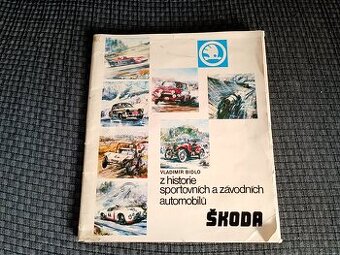 VLADIMÍR BIDLO
z historie
sportovních a závodních
automobilů
ŠKODA